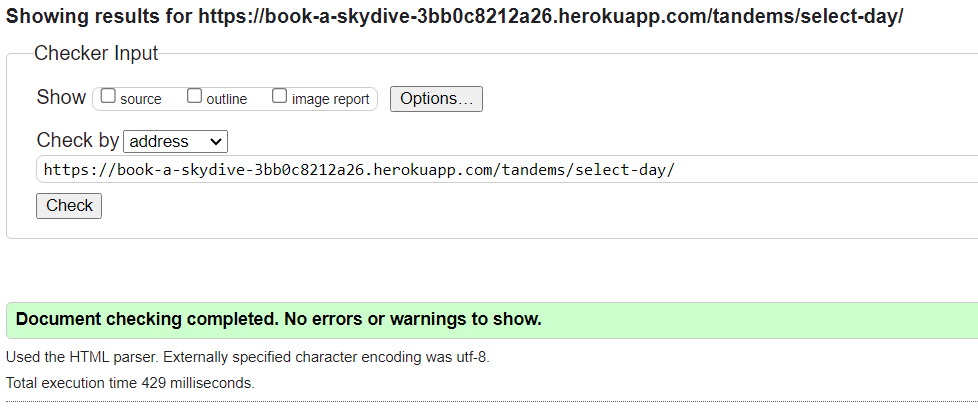 Showing results for https://book-a-skydive-3bb0c8212a26.herokuapp.com/tandems/select-day/
Checker Input
Show source outline image report Options…
Check by address
https://book-a-skydive-3bb0c8212a26.herokuapp.com/tandems/select-day/
Check
Document checking completed. No errors or warnings to show.
Used the HTML parser. Externally specified character encoding was utf-8.
Total execution time 429 milliseconds.